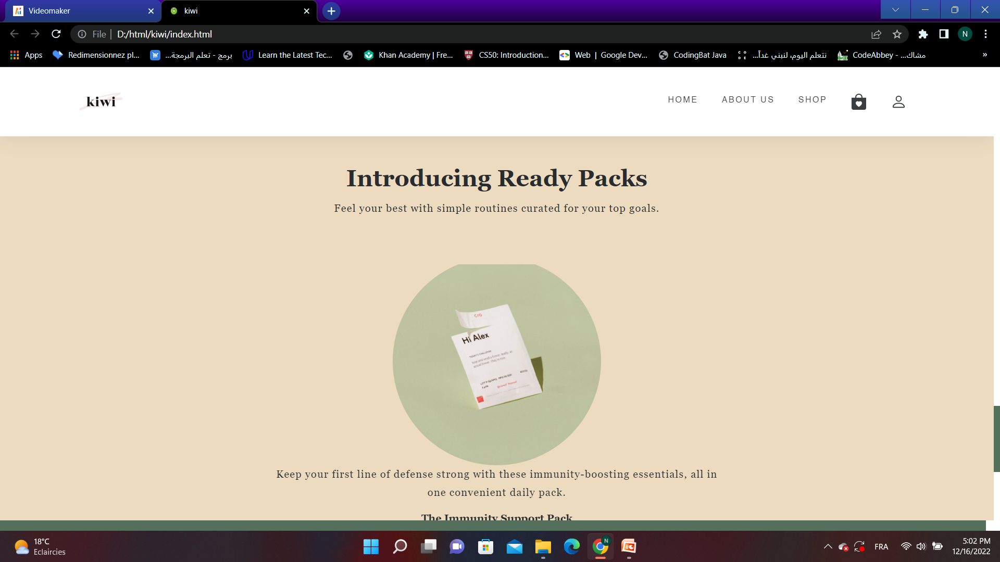 Videomaker
kiwi
File
D:/html/kiwi/index.html
N
Apps
Redimensionnez pl...
برمج - تعلم البرمجة...
Learn the Latest Tec...
Khan Academy | Fre...
CS50: Introduction...
Web | Google Dev...
CodingBat Java
نتعلم اليوم، لنبني غداً...
CodeAbbey - مشاك...
»
kiwi
HOME
ABOUT US
SHOP
Introducing Ready Packs
Feel your best with simple routines curated for your top goals.
c/o
Hi Alex
TODAY'S CHALLENGE
Keep your first line of defense strong with these immunity-boosting essentials, all in
one convenient daily pack.
The Immunity Support Pack
18°C
Eclaircies
N
FRA
5:02 PM
12/16/2022